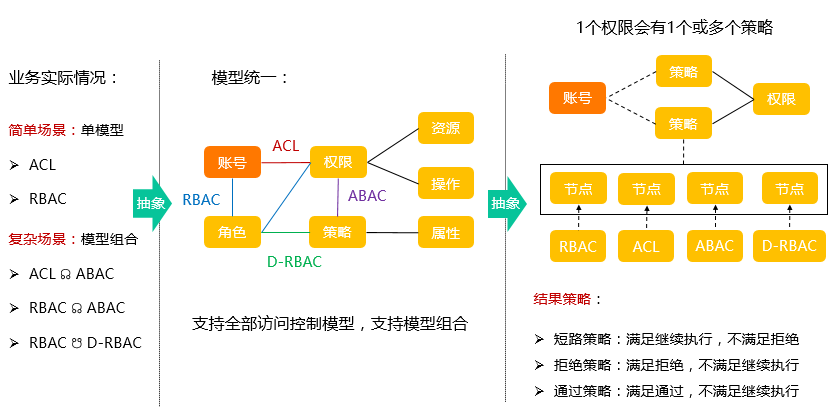 业务实际情况：
简单场景：单模型
ACL
RBAC
复杂场景：模型组合
ACL ᘏ ABAC
RBAC ᘏ ABAC
RBAC ᘎ D-RBAC
抽象
模型统一：
ACL
账号
权限
资源
操作
RBAC
ABAC
角色
策略
属性
D-RBAC
支持全部访问控制模型，支持模型组合
抽象
1个权限会有1个或多个策略
策略
账号
权限
策略
节点
节点
节点
节点
RBAC
ACL
ABAC
D-RBAC
结果策略：
短路策略：满足继续执行，不满足拒绝
拒绝策略：满足拒绝，不满足继续执行
通过策略：满足通过，不满足继续执行